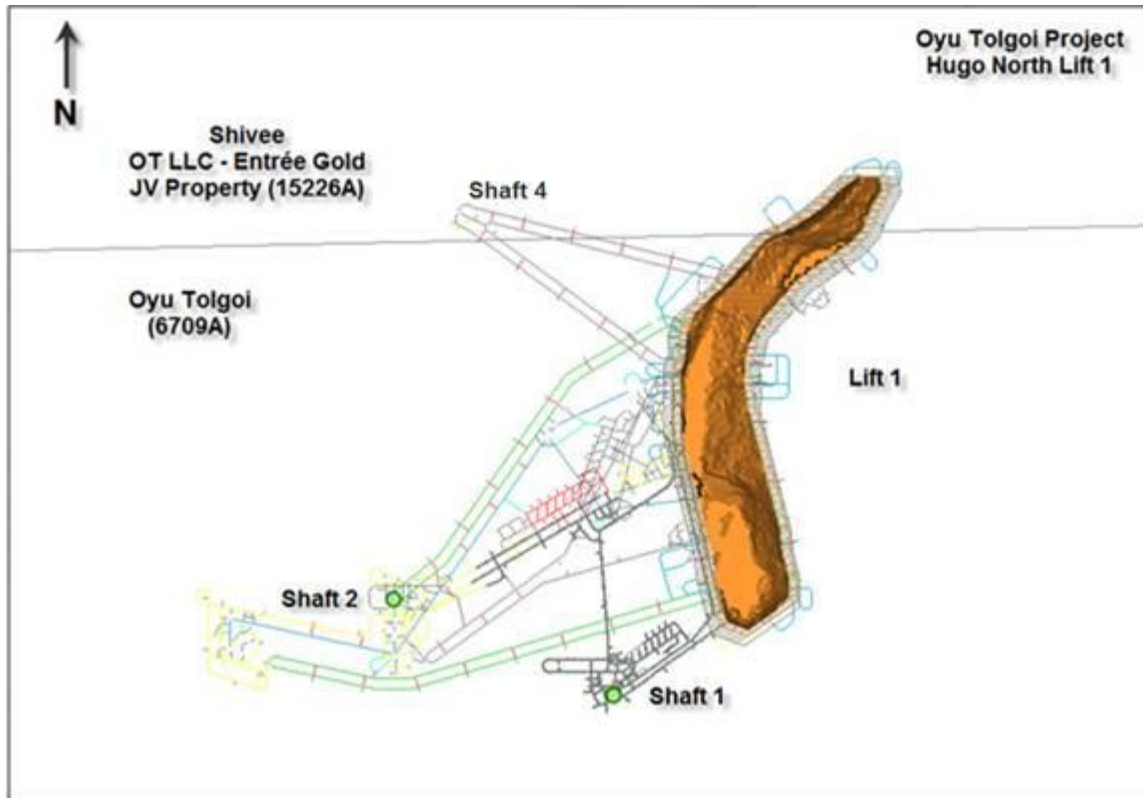 Oyu Tolgoi Project
Hugo North Lift 1
N
Shivee
OT LLC - Entrée Gold
JV Property (15226A)
Shaft 4
Oyu Tolgoi
(6709A)
Lift 1
Shaft 2
Shaft 1